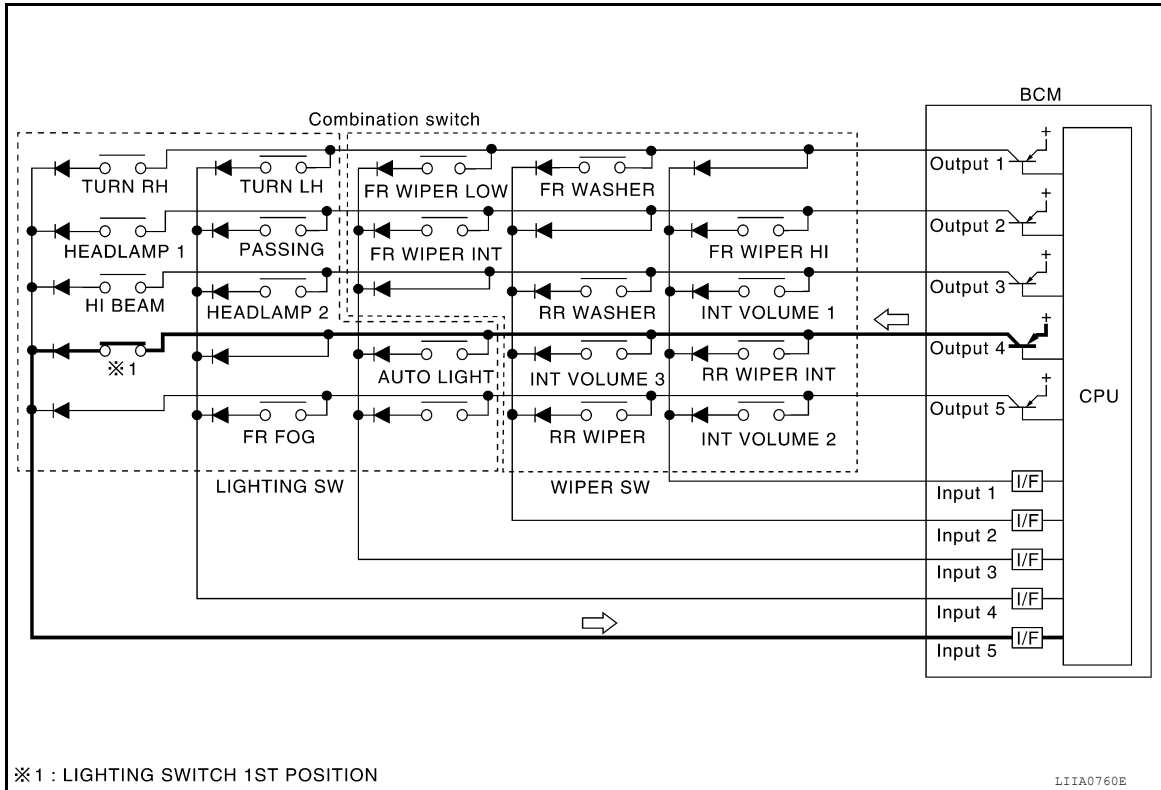 BCM
Combination switch
Output 1
TURN RH
TURN LH
FR WIPER LOW
FR WASHER
Output 2
HEADLAMP 1
PASSING
FR WIPER INT
FR WIPER HI
Output 3
HI BEAM
HEADLAMP 2
RR WASHER
INT VOLUME 1
Output 4
※1
AUTO LIGHT
INT VOLUME 3
RR WIPER INT
CPU
Output 5
FR FOG
RR WIPER
INT VOLUME 2
LIGHTING SW
WIPER SW
Input 1
I/F
Input 2
I/F
Input 3
I/F
Input 4
I/F
Input 5
I/F
+
+
+
+
+
※1 : LIGHTING SWITCH 1ST POSITION
LIIA0760E